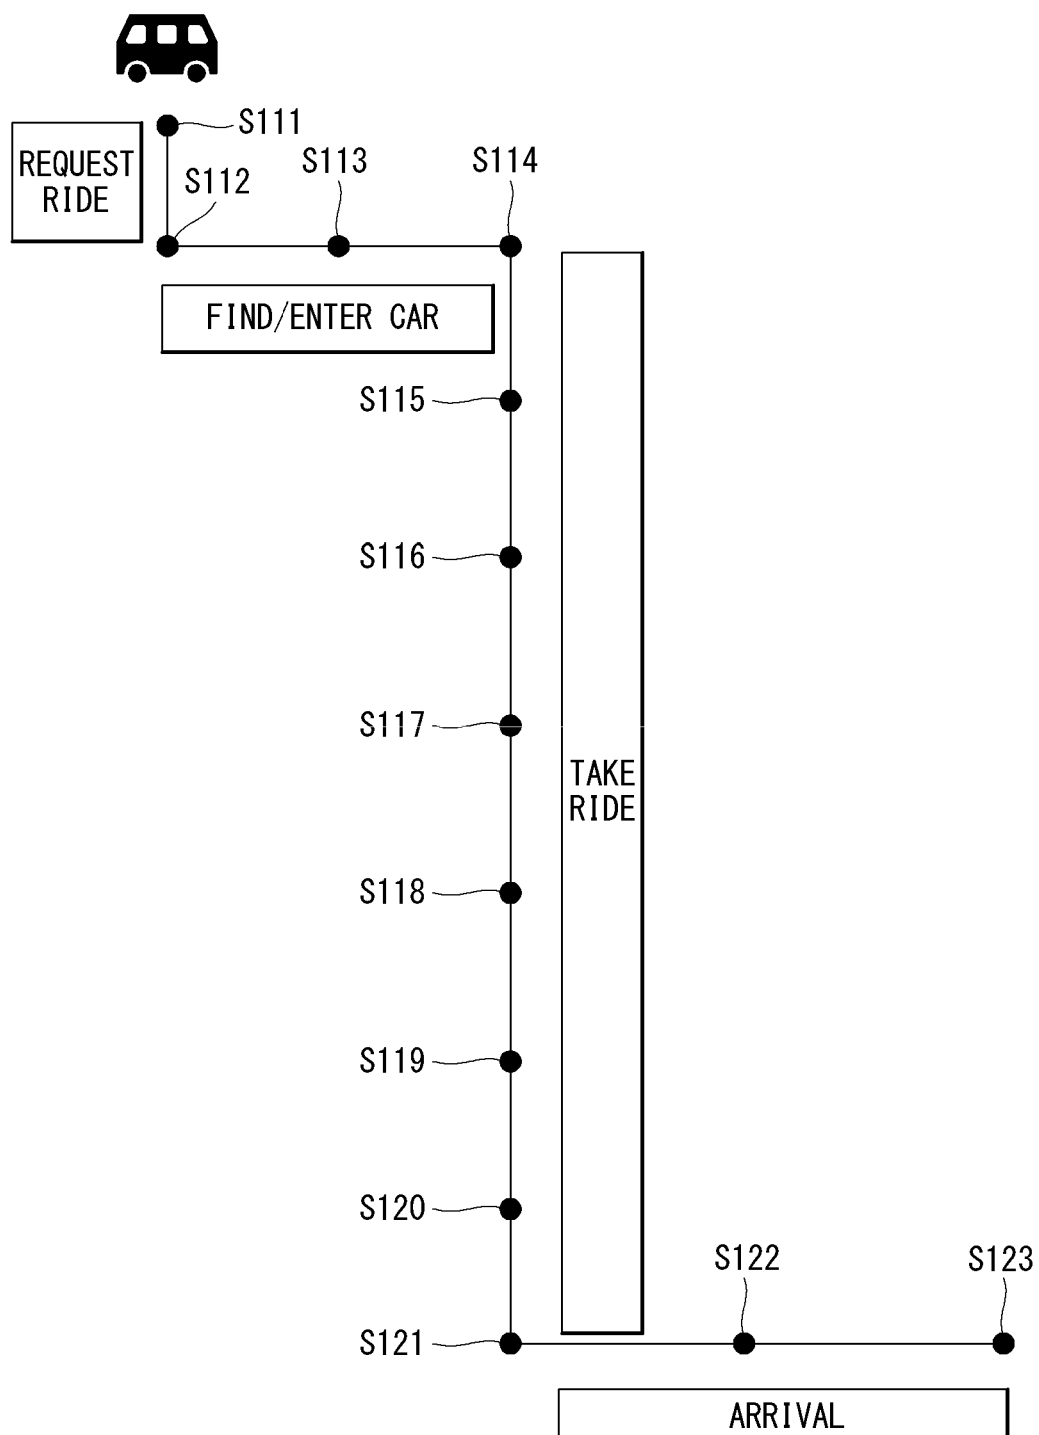 S111
REQUEST
RIDE
S112
S113
S114
FIND/ENTER CAR
S115
S116
S117
TAKE
RIDE
S118
S119
S120
S121
S122
S123
ARRIVAL